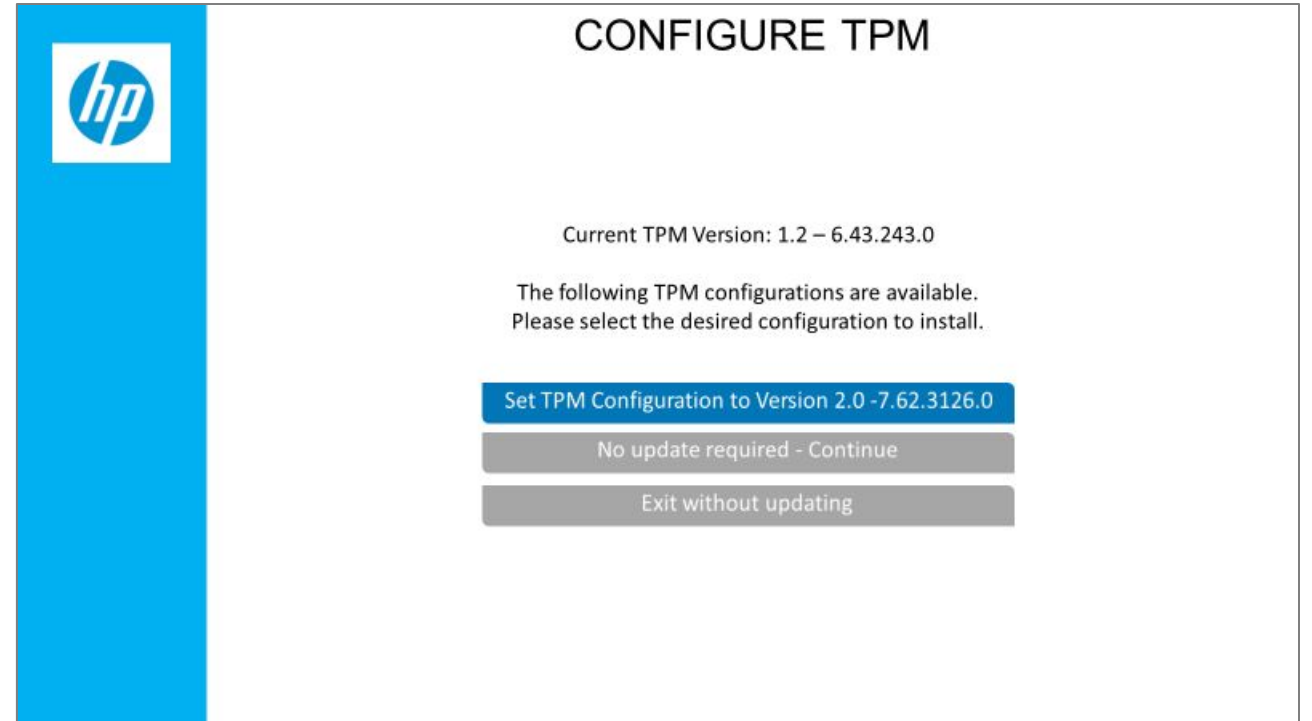 CONFIGURE TPM
hp
Current TPM Version: 1.2 – 6.43.243.0
The following TPM configurations are available.
Please select the desired configuration to install.
Set TPM Configuration to Version 2.0 -7.62.3126.0
No update required - Continue
Exit without updating